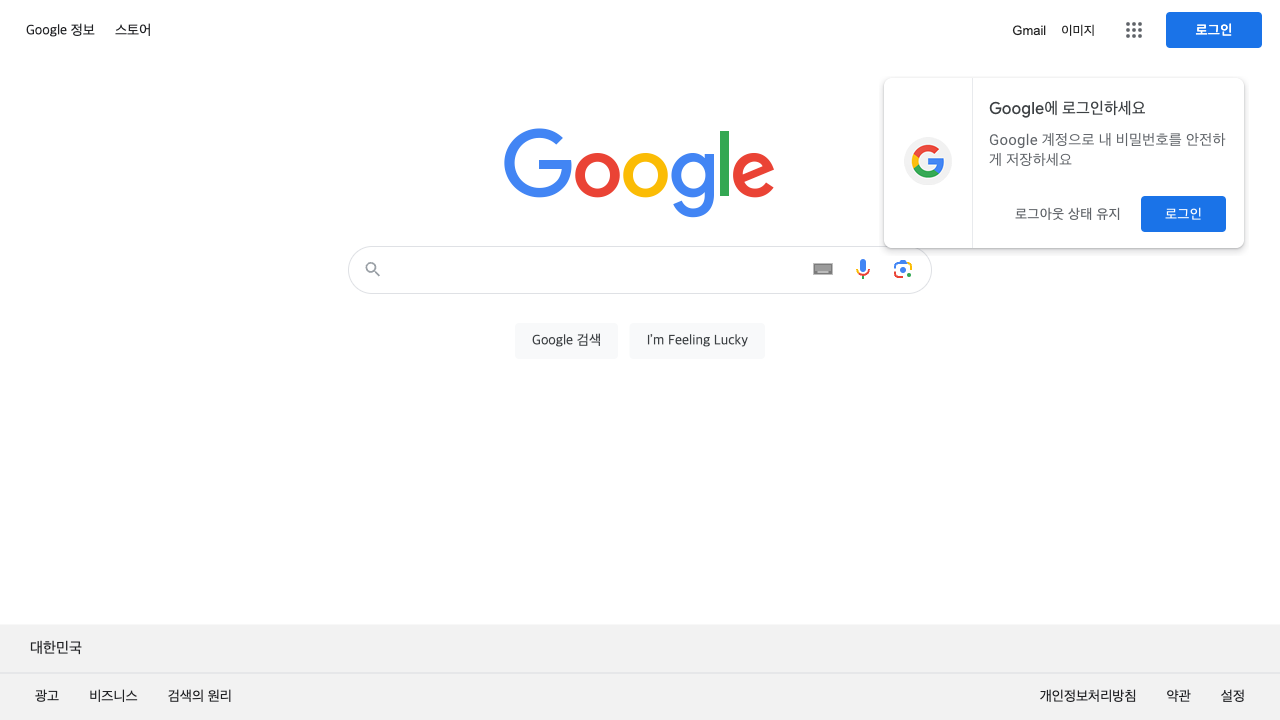 Google 정보 스토어
Gmail 이미지 로그인
Google에 로그인하세요
Google 계정으로 내 비밀번호를 안전하
게 저장하세요
로그아웃 상태 유지 로그인
Google
Google 검색 I'm Feeling Lucky
대한민국
광고 비즈니스 검색의 원리
개인정보처리방침 약관 설정